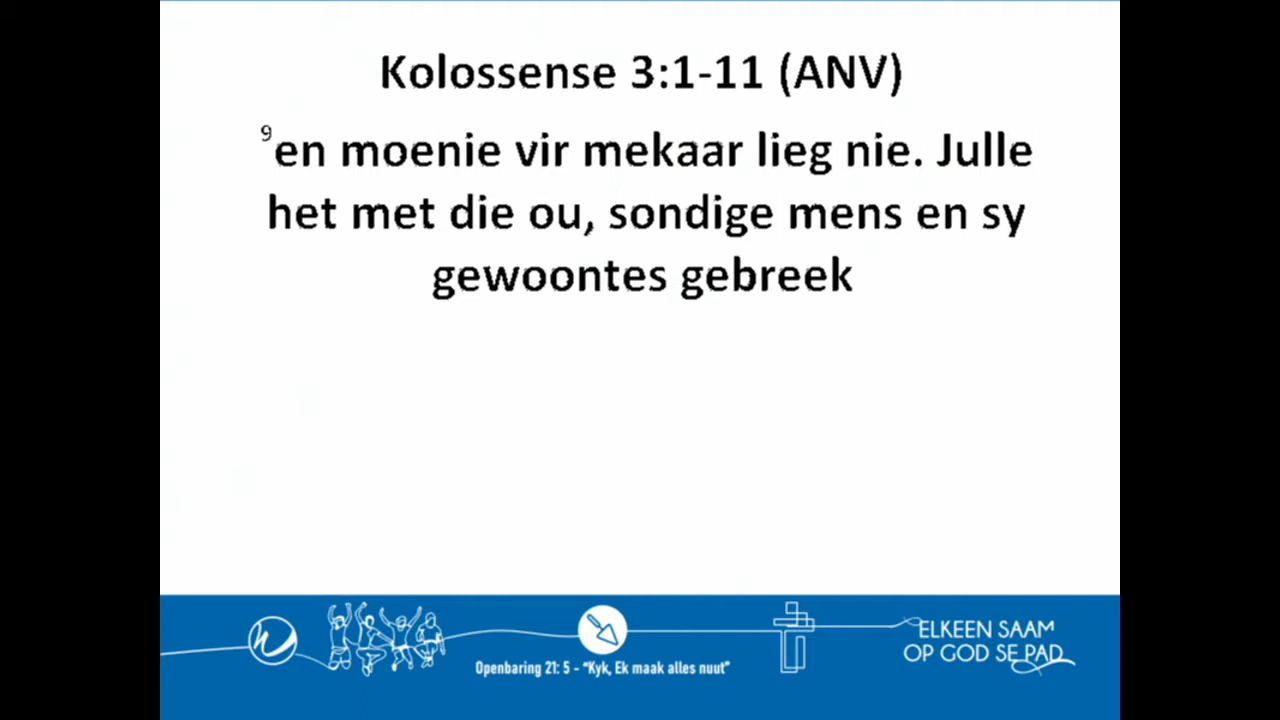 Kolossense 3:1-11 (ANV)
9en moenie vir mekaar lieg nie. Julle
het met die ou, sondige mens en sy
gewoontes gebreek
Openbaring 21: 5 - "Kyk, Ek maak alles nuut"
ELKEEN SAAM
OP GOD SE PAD